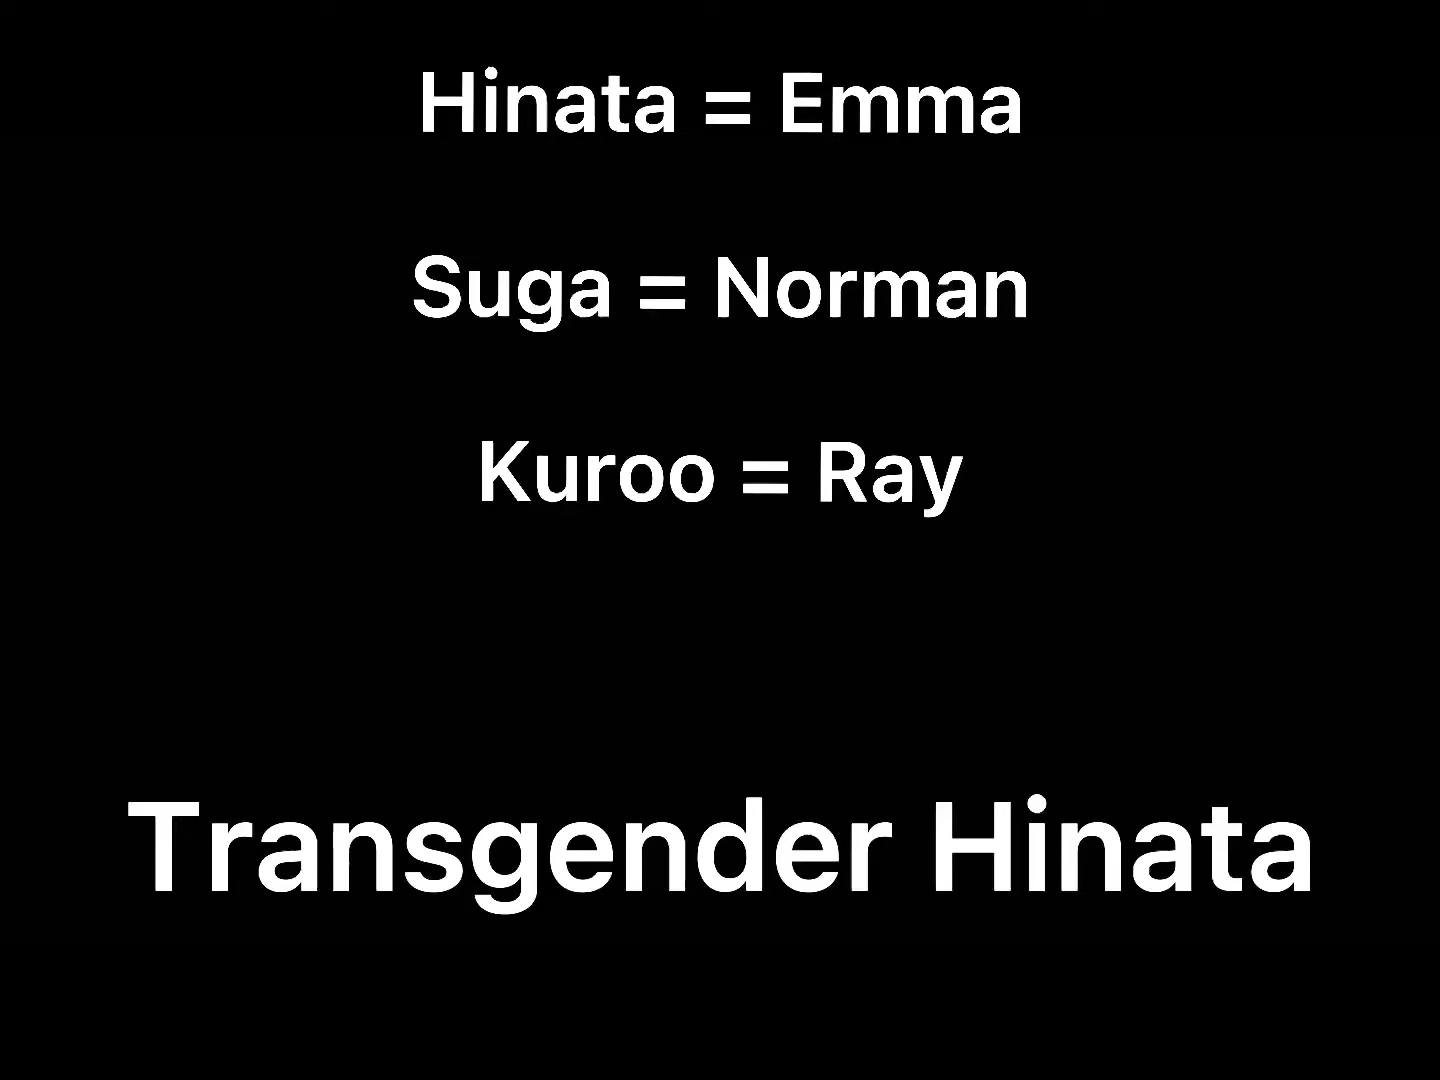 Hinata = Emma
Suga = Norman
Kuroo = Ray
Transgender Hinata